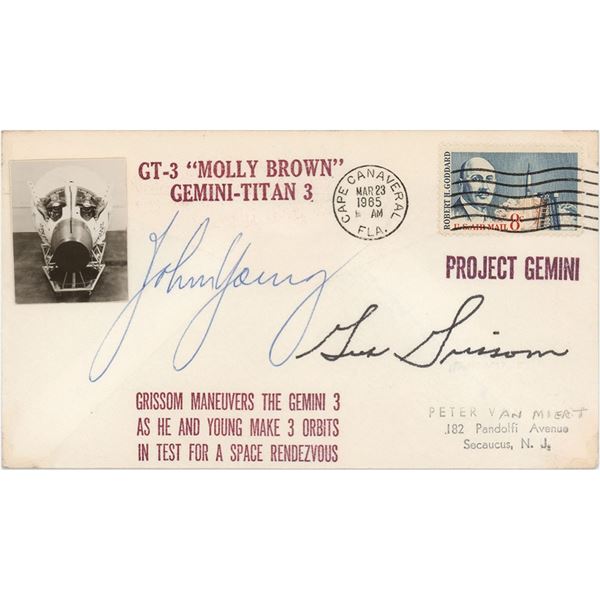 GT-3 "MOLLY BROWN"
GEMINI-TITAN 3
CAPE CANAVERAL
MAR 23
1965
AM
FLA.
ROBERT H. GODDARD
U.S. AIR MAIL 8c
PROJECT GEMINI
John Young
Gus Grissom
GRISSOM MANEUVERS THE GEMINI 3
AS HE AND YOUNG MAKE 3 ORBITS
IN TEST FOR A SPACE RENDEZVOUS
PETER VAN MIERT
182 Pandolfi Avenue
Secaucus, N. J.